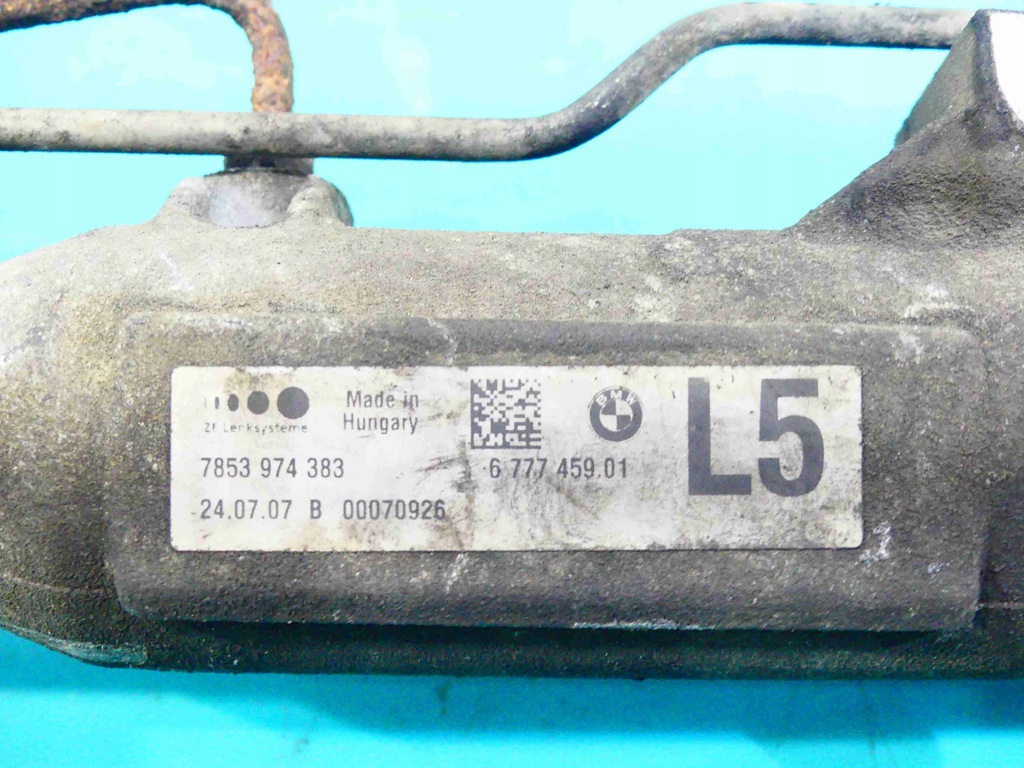 ZF Lenksysteme
Made in
Hungary
BMW
L5
7853 974 383
6 777 459.01
24.07.07 B 00070926